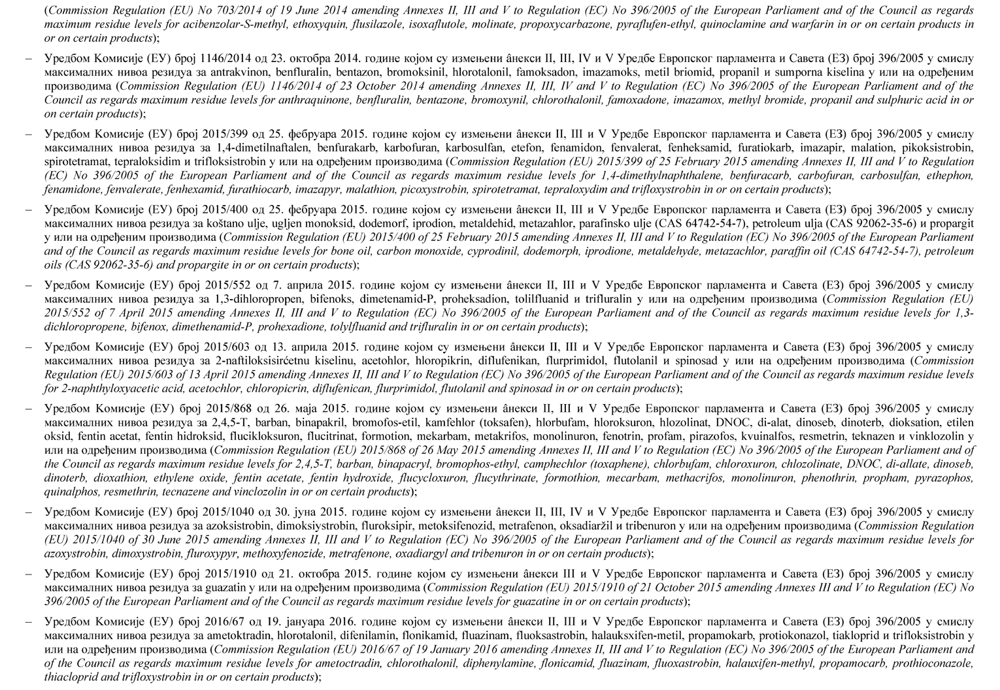 (Commission Regulation (EU) No 703/2014 of 19 June 2014 amending Annexes II, III and V to Regulation (EC) No 396/2005 of the European Parliament and of the Council as regards
maximum residue levels for acibenzolar-S-methyl, ethoxyquin, flusilazole, isoxaflutole, molinate, propoxycarbazone, pyraflufen-ethyl, quinoclamine and warfarin in or on certain products in
or on certain products);
– Уредбом Комисије (ЕУ) број 1146/2014 од 23. октобра 2014. године којом су измењени âнекси II, III, IV и V Уредбе Европског парламента и Савета (ЕЗ) број 396/2005 у смислу
максималних нивоа резидуа за antrakvinon, benfluralin, bentazon, bromoksinil, hlorotalonil, famoksadon, imazamoks, metil briomid, propanil и sumporna kiselina у или на одређеним
производима (Commission Regulation (EU) 1146/2014 of 23 October 2014 amending Annexes II, III, IV and V to Regulation (EC) No 396/2005 of the European Parliament and of the
Council as regards maximum residue levels for anthraquinone, benfluralin, bentazone, bromoxynil, chlorothalonil, famoxadone, imazamox, methyl bromide, propanil and sulphuric acid in or
on certain products);
– Уредбом Комисије (ЕУ) број 2015/399 од 25. фебруара 2015. године којом су измењени âнекси II, III и V Уредбе Европског парламента и Савета (ЕЗ) број 396/2005 у смислу
максималних нивоа резидуа за 1,4-dimetilnaftalen, benfurakarb, karbofuran, karbosulfan, etefon, fenamidon, fenvalerat, fenheksamid, furatiokarb, imazapir, malation, pikoksistrobin,
spirotetramat, tepraloksidim и trifloksistrobin у или на одређеним производима (Commission Regulation (EU) 2015/399 of 25 February 2015 amending Annexes II, III and V to Regulation
(EC) No 396/2005 of the European Parliament and of the Council as regards maximum residue levels for 1,4-dimethylnaphthalene, benfuracarb, carbofuran, carbosulfan, ethephon,
fenamidone, fenvalerate, fenhexamid, furathiocarb, imazapyr, malathion, picoxystrobin, spirotetramat, tepraloxydim and trifloxystrobin in or on certain products);
– Уредбом Комисије (ЕУ) број 2015/400 од 25. фебруара 2015. године којом су измењени âнекси II, III и V Уредбе Европског парламента и Савета (ЕЗ) број 396/2005 у смислу
максималних нивоа резидуа за koštano ulje, ugljen monoksid, dodemorf, iprodion, metaldehid, metazahlor, parafinsko ulje (CAS 64742-54-7), petroleum ulja (CAS 92062-35-6) и propargit
у или на одређеним производима (Commission Regulation (EU) 2015/400 of 25 February 2015 amending Annexes II, III and V to Regulation (EC) No 396/2005 of the European Parliament
and of the Council as regards maximum residue levels for bone oil, carbon monoxide, cyprodinil, dodemorph, iprodione, metaldehyde, metazachlor, paraffin oil (CAS 64742-54-7), petroleum
oils (CAS 92062-35-6) and propargite in or on certain products);
– Уредбом Комисије (ЕУ) број 2015/552 од 7. априла 2015. године којом су измењени âнекси II, III и V Уредбе Европског парламента и Савета (ЕЗ) број 396/2005 у смислу
максималних нивоа резидуа за 1,3-dihloropropen, bifenoks, dimetenamid-P, proheksadion, tolilfluanid и trifluralin у или на одређеним производима (Commission Regulation (EU)
2015/552 of 7 April 2015 amending Annexes II, III and V to Regulation (EC) No 396/2005 of the European Parliament and of the Council as regards maximum residue levels for 1,3-
dichloropropene, bifenox, dimethenamid-P, prohexadione, tolylfluanid and trifluralin in or on certain products);
– Уредбом Комисије (ЕУ) број 2015/603 од 13. априла 2015. године којом су измењени âнекси II, III и V Уредбе Европског парламента и Савета (ЕЗ) број 396/2005 у смислу
максималних нивоа резидуа за 2-naftiloksisirćetnu kiselinu, acetohlor, hloropikrin, diflufenikan, flurprimidol, flutolanil и spinosad у или на одређеним производима (Commission
Regulation (EU) 2015/603 of 13 April 2015 amending Annexes II, III and V to Regulation (EC) No 396/2005 of the European Parliament and of the Council as regards maximum residue levels
for 2-naphthyloxyacetic acid, acetochlor, chloropicrin, diflufenican, flurprimidol, flutolanil and spinosad in or on certain products);
– Уредбом Комисије (ЕУ) број 2015/868 од 26. маја 2015. године којом су измењени âнекси II, III и V Уредбе Европског парламента и Савета (ЕЗ) број 396/2005 у смислу
максималних нивоа резидуа за 2,4,5-T, barban, binapakril, bromofos-etil, kamfehlor (toksafen), hlorbufam, hloroksuron, hlozolinat, DNOC, di-alat, dinoseb, dinoterb, dioksation, etilen
oksid, fentin acetat, fentin hidroksid, flucikloksuron, flucitrinat, formotion, mekarbam, metakrifos, monolinuron, fenotrin, profam, pirazofos, kvuinalfos, resmetrin, teknazen и vinklozolin у
или на одређеним производима (Commission Regulation (EU) 2015/868 of 26 May 2015 amending Annexes II, III and V to Regulation (EC) No 396/2005 of the European Parliament and of
the Council as regards maximum residue levels for 2,4,5-T, barban, binapacryl, bromophos-ethyl, camphechlor (toxaphene), chlorbufam, chloroxuron, chlozolinate, DNOC, di-allate, dinoseb,
dinoterb, dioxathion, ethylene oxide, fentin acetate, fentin hydroxide, flucycloxuron, flucythrinate, formothion, mecarbam, methacrifos, monolinuron, phenothrin, propham, pyrazophos,
quinalphos, resmethrin, tecnazene and vinclozolin in or on certain products);
– Уредбом Комисије (ЕУ) број 2015/1040 од 30. јуна 2015. године којом су измењени âнекси II, III, IV и V Уредбе Европског парламента и Савета (ЕЗ) број 396/2005 у смислу
максималних нивоа резидуа за azoksistrobin, dimoksiystrobin, fluroksipir, metoksifenozid, metrafenon, oksadiaržil и tribenuron у или на одређеним производима (Commission Regulation
(EU) 2015/1040 of 30 June 2015 amending Annexes II, III and V to Regulation (EC) No 396/2005 of the European Parliament and of the Council as regards maximum residue levels for
azoxystrobin, dimoxystrobin, fluroxypyr, methoxyfenozide, metrafenone, oxadiargyl and tribenuron in or on certain products);
– Уредбом Комисије (ЕУ) број 2015/1910 од 21. октобра 2015. године којом су измењени âнекси III и V Уредбе Европског парламента и Савета (ЕЗ) број 396/2005 у смислу
максималних нивоа резидуа за guazatin у или на одређеним производима (Commission Regulation (EU) 2015/1910 of 21 October 2015 amending Annexes III and V to Regulation (EC) No
396/2005 of the European Parliament and of the Council as regards maximum residue levels for guazatine in or on certain products);
– Уредбом Комисије (ЕУ) број 2016/67 од 19. јануара 2016. године којом су измењени âнекси II, III и V Уредбе Европског парламента и Савета (ЕЗ) број 396/2005 у смислу
максималних нивоа резидуа за ametoktradin, hlorotalonil, difenilamin, flonikamid, fluazinam, fluoksastrobin, halauksxifen-metil, propamokarb, protiokonazol, tiakloprid и trifloksistrobin у
или на одређеним производима (Commission Regulation (EU) 2016/67 of 19 January 2016 amending Annexes II, III and V to Regulation (EC) No 396/2005 of the European Parliament and
of the Council as regards maximum residue levels for ametoctradin, chlorothalonil, diphenylamine, flonicamid, fluazinam, fluoxastrobin, halauxifen-methyl, propamocarb, prothioconazole,
thiacloprid and trifloxystrobin in or on certain products);